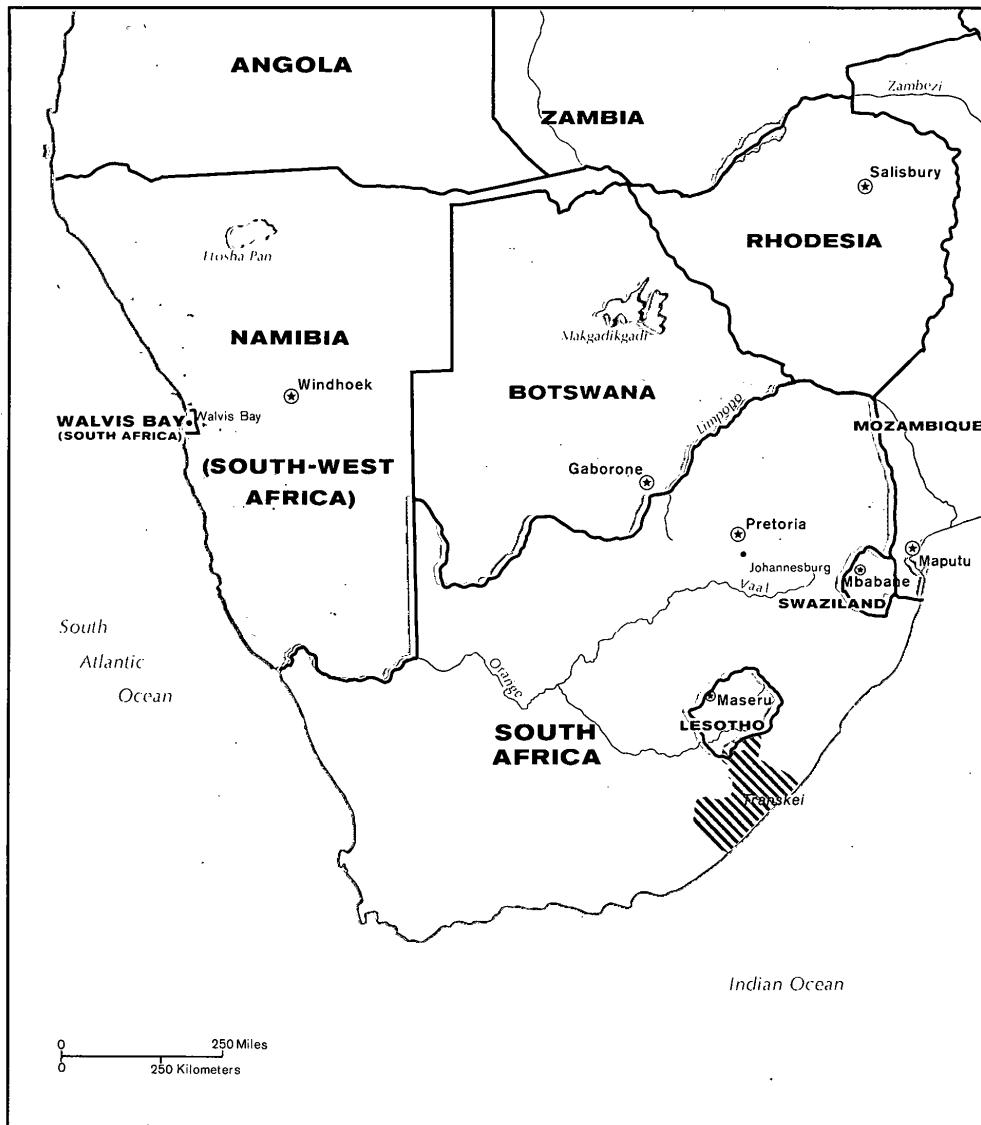 ANGOLA
ZAMBIA
Zambezi
Salisbury
RHODESIA
Etosha Pan
Makgadikgadi
NAMIBIA
Windhoek
BOTSWANA
WALVIS BAY
(SOUTH AFRICA)
Walvis Bay
Limpopo
MOZAMBIQUE
(SOUTH-WEST
AFRICA)
Gaborone
Pretoria
Johannesburg
Maputu
Mbabane
Vaal
SWAZILAND
South
Atlantic
Ocean
Orange
Maseru
LESOTHO
SOUTH
AFRICA
Transkei
Indian Ocean
0 250 Miles
0 250 Kilometers